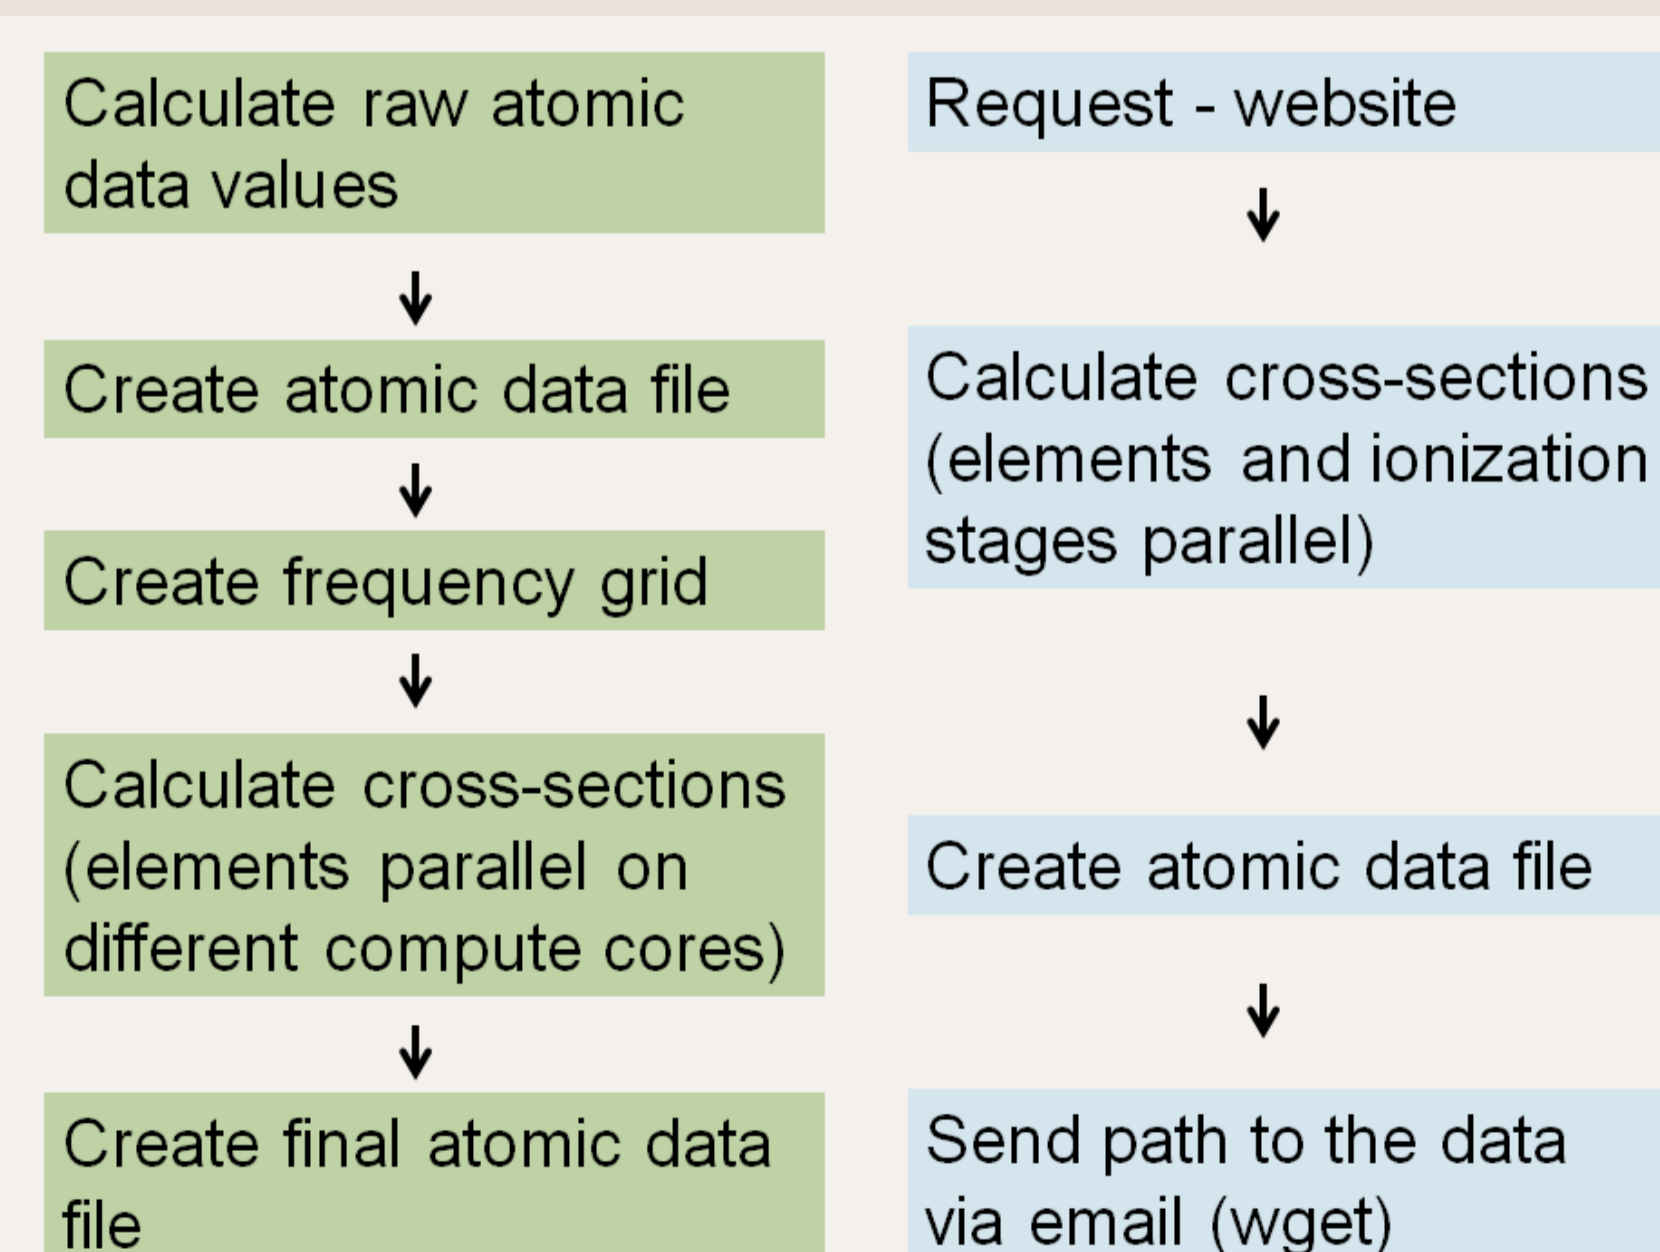 Calculate raw atomic
data values
Create atomic data file
Create frequency grid
Calculate cross-sections
(elements parallel on
different compute cores)
Create final atomic data
file
Request - website
Calculate cross-sections
(elements and ionization
stages parallel)
Create atomic data file
Send path to the data
via email (wget)